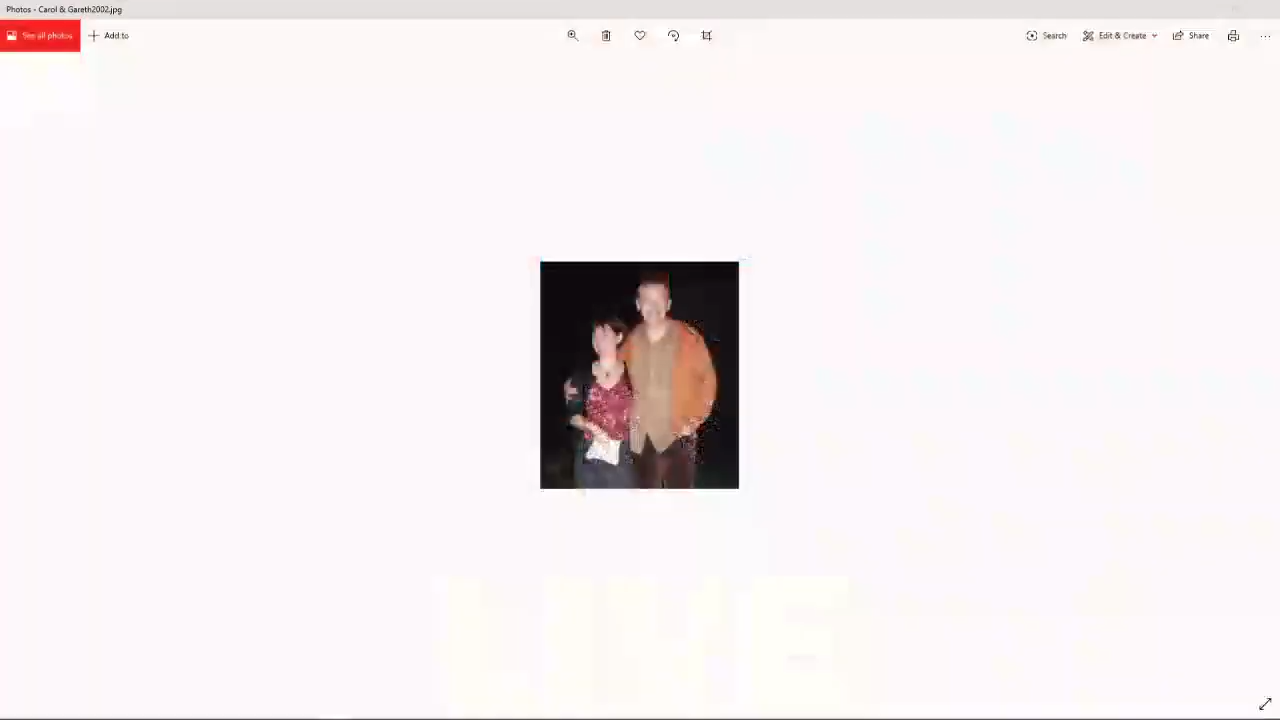 Photos - Carol & Gareth2002.jpg
See all photos
Add to
Search
Edit & Create
Share